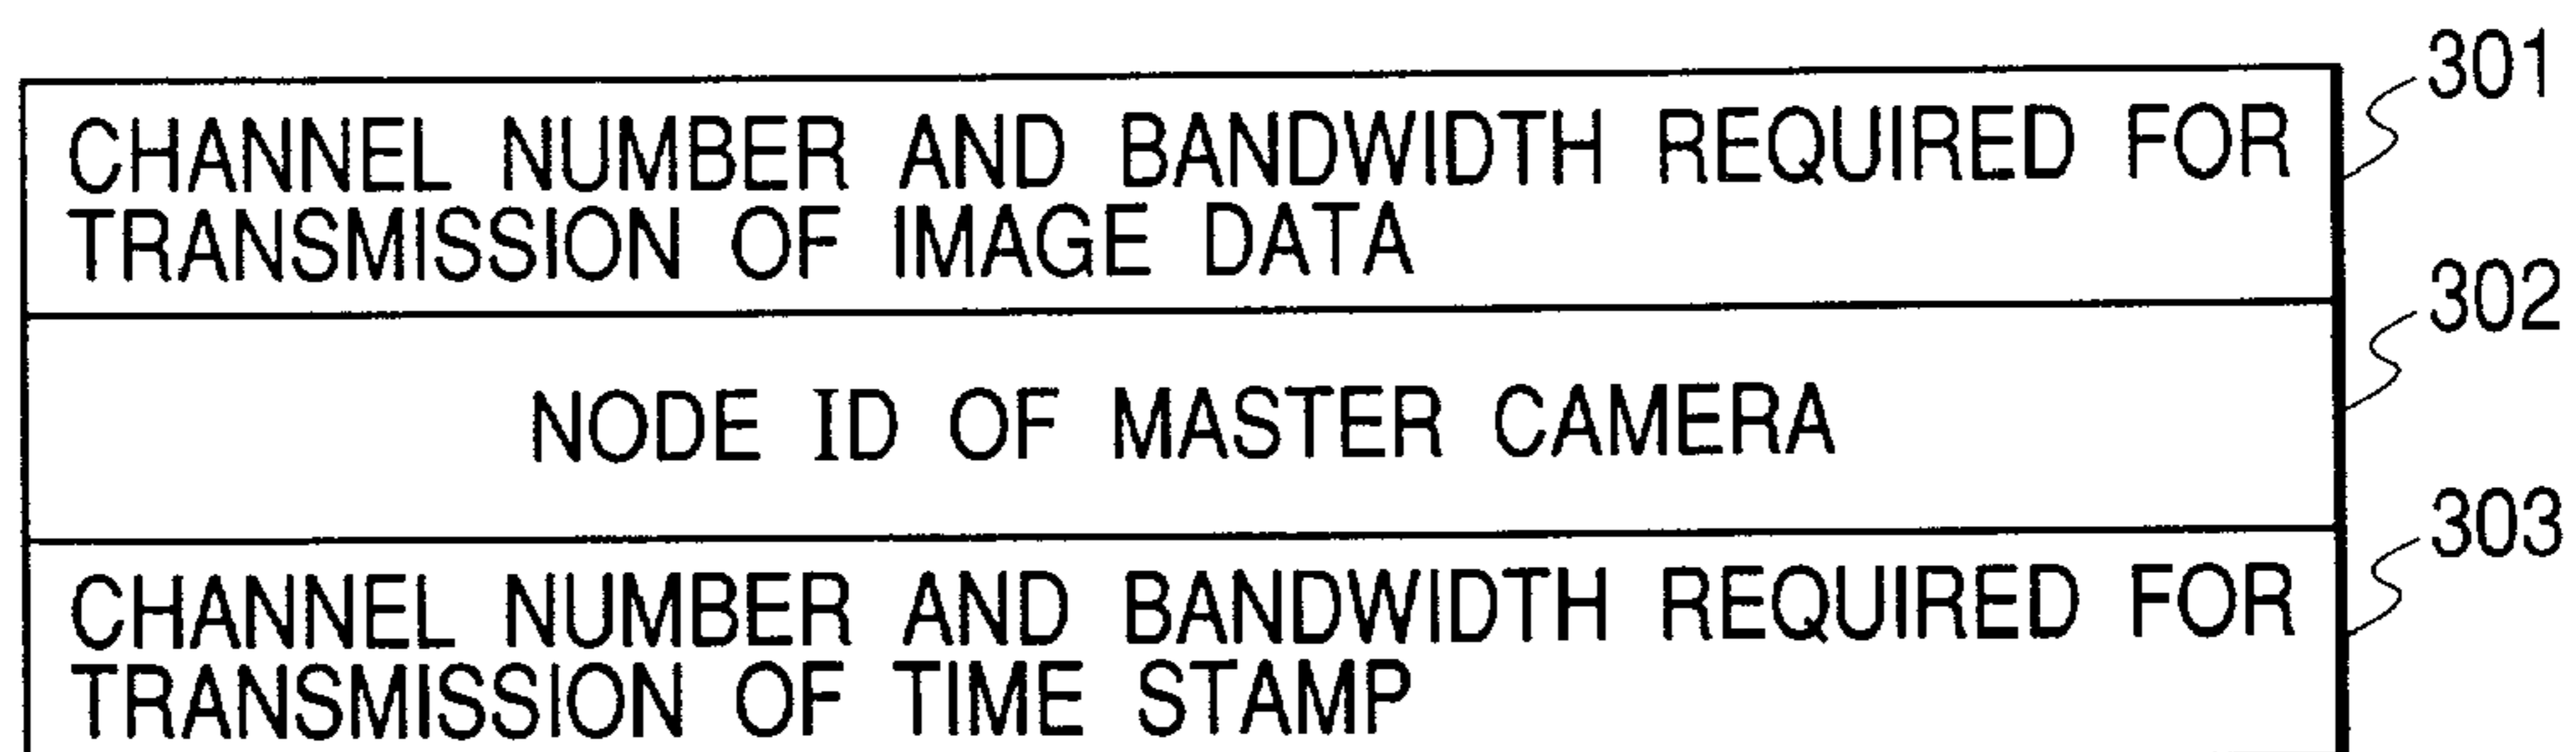 301
CHANNEL NUMBER AND BANDWIDTH REQUIRED FOR
TRANSMISSION OF IMAGE DATA
302
NODE ID OF MASTER CAMERA
303
CHANNEL NUMBER AND BANDWIDTH REQUIRED FOR
TRANSMISSION OF TIME STAMP